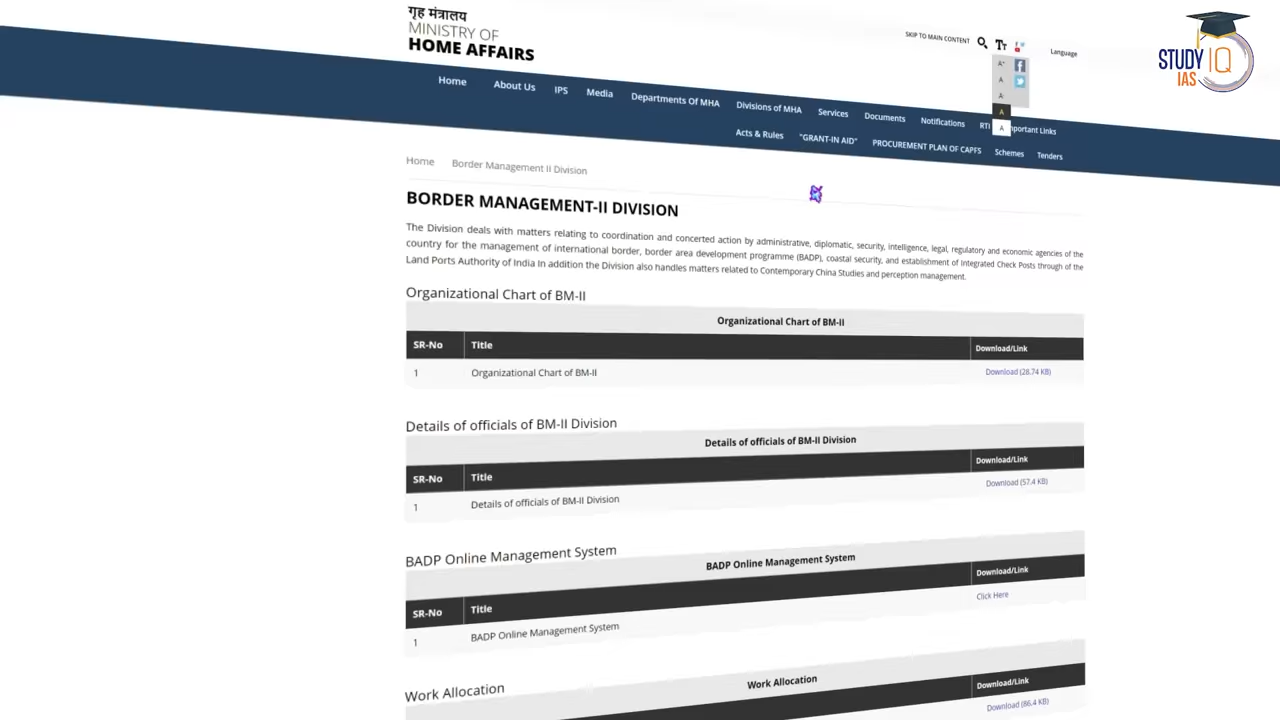 गृह मंत्रालय
MINISTRY OF
HOME AFFAIRS
SKIP TO MAIN CONTENT
Tт
Language
STUDY IQ
IAS
A+
A
A-
A
A
Home About Us IPS Media Departments Of MHA Divisions of MHA Services Documents Notifications RTI Important Links
Acts & Rules "GRANT-IN AID" PROCUREMENT PLAN OF CAPFS Schemes Tenders
Home Border Management II Division
BORDER MANAGEMENT-II DIVISION
The Division deals with matters relating to coordination and concerted action by administrative, diplomatic, security, intelligence, legal, regulatory and economic agencies of the
country for the management of international border, border area development programme (BADP), coastal security, and establishment of Integrated Check Posts through of the
Land Ports Authority of India In addition the Division also handles matters related to Contemporary China Studies and perception management.
Organizational Chart of BM-II
Organizational Chart of BM-II
SR-No Title Download/Link
1 Organizational Chart of BM-II Download (28.74 KB)
Details of officials of BM-II Division
Details of officials of BM-II Division
SR-No Title Download/Link
1 Details of officials of BM-II Division Download (57.4 KB)
BADP Online Management System
BADP Online Management System
SR-No Title Download/Link
1 BADP Online Management System Click Here
Work Allocation
Work Allocation
Download/Link
Download (86.4 KB)